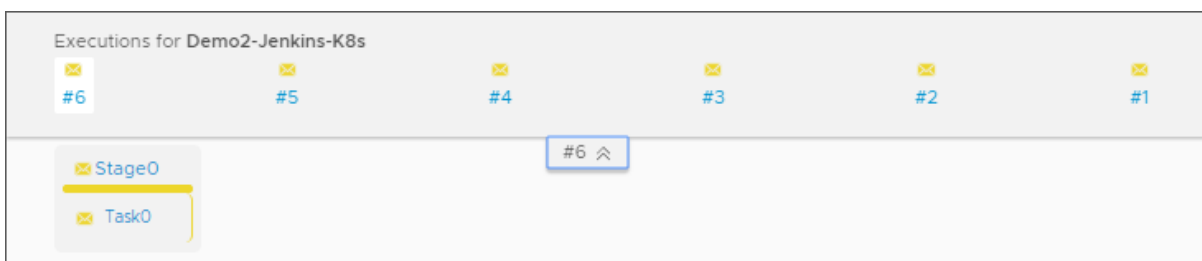 Executions for Demo2-Jenkins-K8s
#6 #5 #4 #3 #2 #1
#6
Stage0
Task0